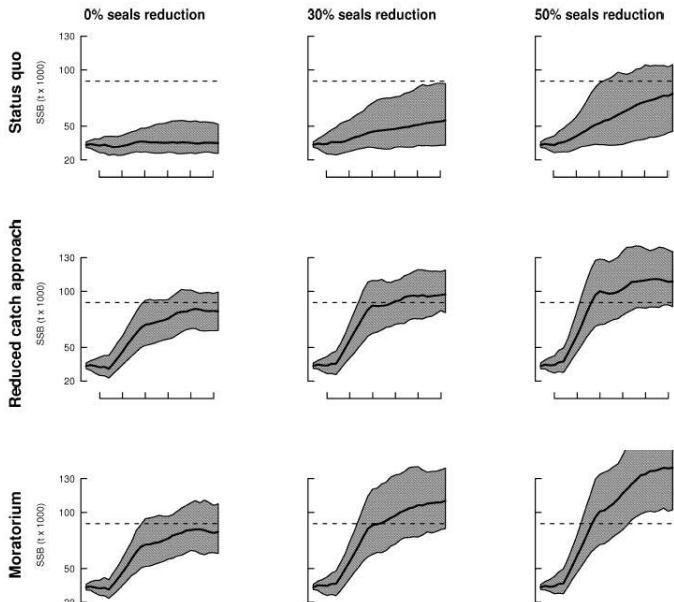 0% seals reduction 30% seals reduction 50% seals reduction
Status quo
SSB (t x 1000)
130
100
50
20
Reduced catch approach
SSB (t x 1000)
130
100
50
20
Moratorium
SSB (t x 1000)
130
100
50
20